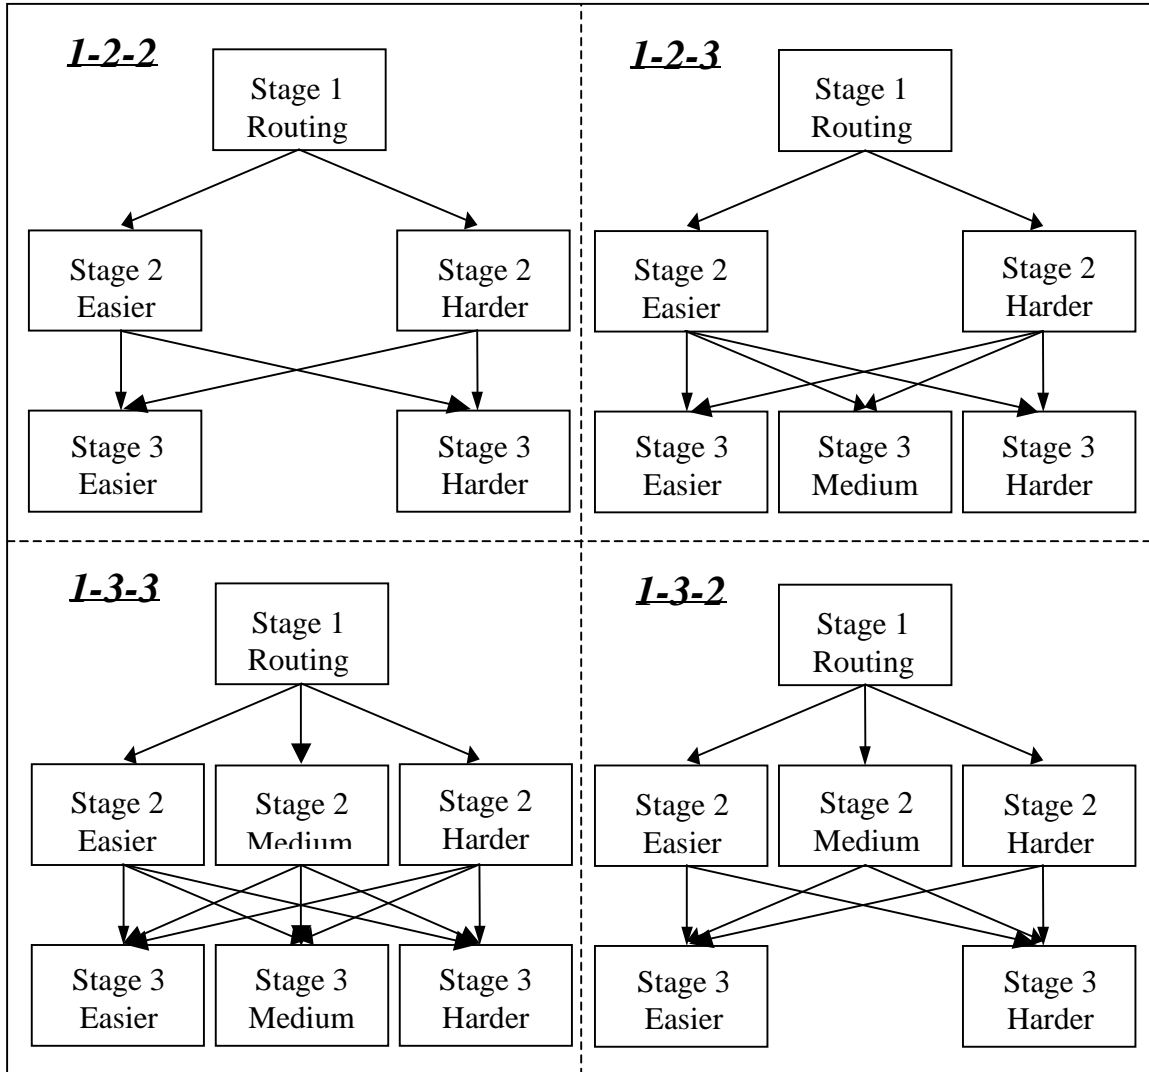 1-2-2
Stage 1
Routing
Stage 2
Easier
Stage 2
Harder
Stage 3
Easier
Stage 3
Harder
1-2-3
Stage 1
Routing
Stage 2
Easier
Stage 2
Harder
Stage 3
Easier
Stage 3
Medium
Stage 3
Harder
1-3-3
Stage 1
Routing
Stage 2
Easier
Stage 2
Medium
Stage 2
Harder
Stage 3
Easier
Stage 3
Medium
Stage 3
Harder
1-3-2
Stage 1
Routing
Stage 2
Easier
Stage 2
Medium
Stage 2
Harder
Stage 3
Easier
Stage 3
Harder